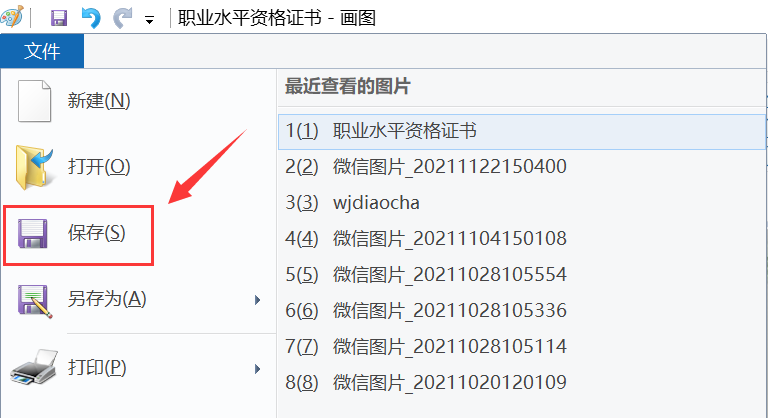 职业水平资格证书 - 画图
文件
新建(N)
打开(O)
保存(S)
另存为(A)
打印(P)
最近查看的图片
1(1) 职业水平资格证书
2(2) 微信图片_20211122150400
3(3) wjdiaocha
4(4) 微信图片_20211104150108
5(5) 微信图片_20211028105554
6(6) 微信图片_20211028105336
7(7) 微信图片_20211028105114
8(8) 微信图片_20211020120109